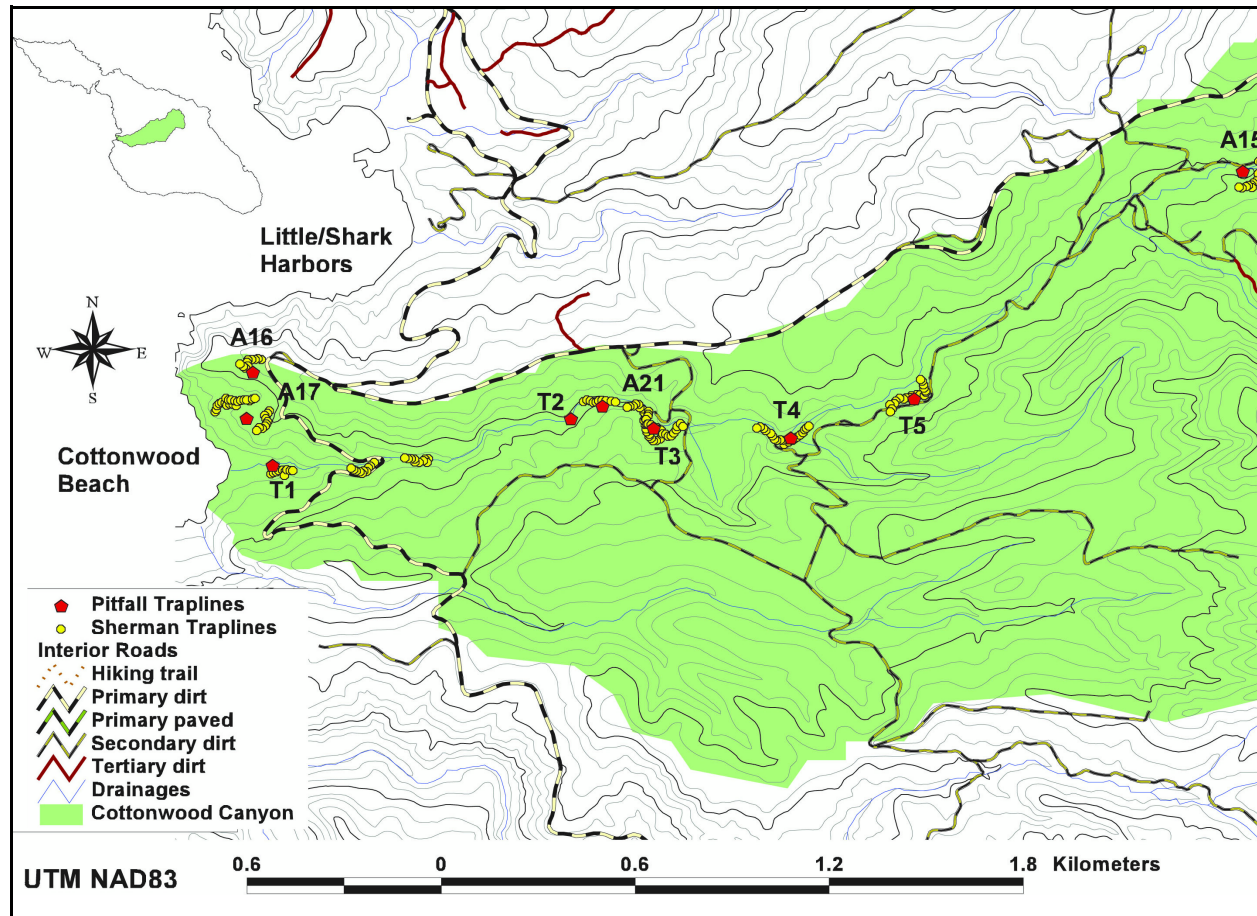 A15
Little/Shark
Harbors
N
W E
S
A16
A17
Cottonwood
Beach
T1
T2
A21
T3
T4
T5
Pitfall Traplines
Sherman Traplines
Interior Roads
Hiking trail
Primary dirt
Primary paved
Secondary dirt
Tertiary dirt
Drainages
Cottonwood Canyon
UTM NAD83
0.6 0 0.6 1.2 1.8 Kilometers